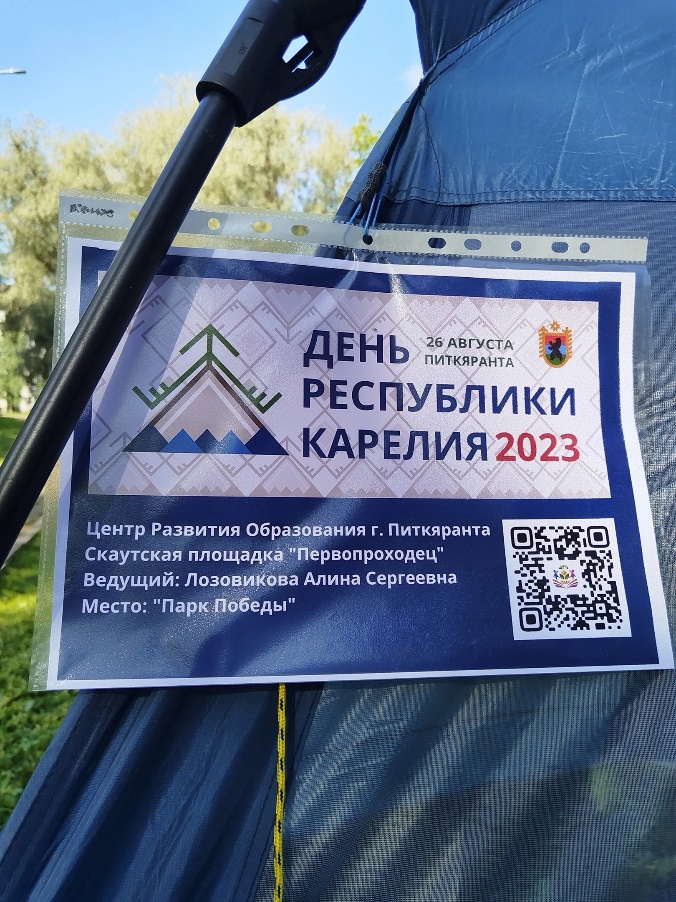 ДЕНЬ
26 АВГУСТА
ПИТКЯРАНТА
РЕСПУБЛИКИ
КАРЕЛИЯ 2023
Центр Развития Образования г. Питкяранта
Скаутская площадка "Первопроходец"
Ведущий: Лозовикова Алина Сергеевна
Место: "Парк Победы"